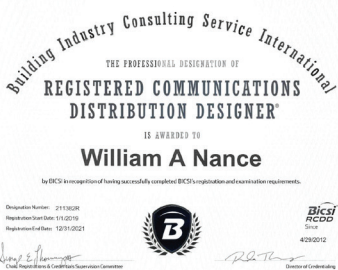 Building Industry Consulting Service International
THE PROFESSIONAL DESIGNATION OF
REGISTERED COMMUNICATIONS
DISTRIBUTION DESIGNER®
IS AWARDED TO
William A Nance
by BICSI in recognition of having successfully completed BICSI's registration and examination requirements.
Designation Number: 211382R
Registration Start Date: 1/1/2019
Registration End Date: 12/31/2021
B
Bicsi
RCDD
Since
4/29/2012
Chair, Registrations & Credentials Supervision Committee
Director of Credentialing